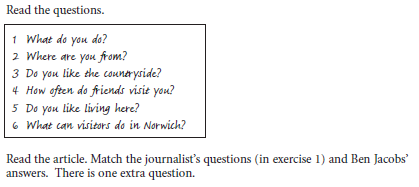 Read the questions.
1 What do you do?
2 Where are you from?
3 Do you like the countryside?
4 How often do friends visit you?
5 Do you like living here?
6 What can visitors do in Norwich?
Read the article. Match the journalist's questions (in exercise 1) and Ben Jacobs'
answers. There is one extra question.